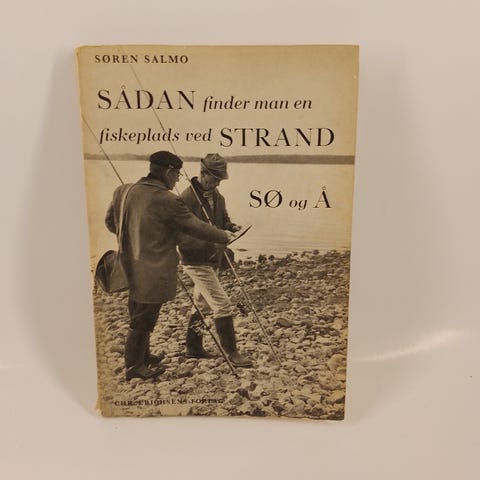 SØREN SALMO
SÅDAN finder man en
fiskeplads ved STRAND
SØ og Å
CHR. ERICHSENS FORLAG